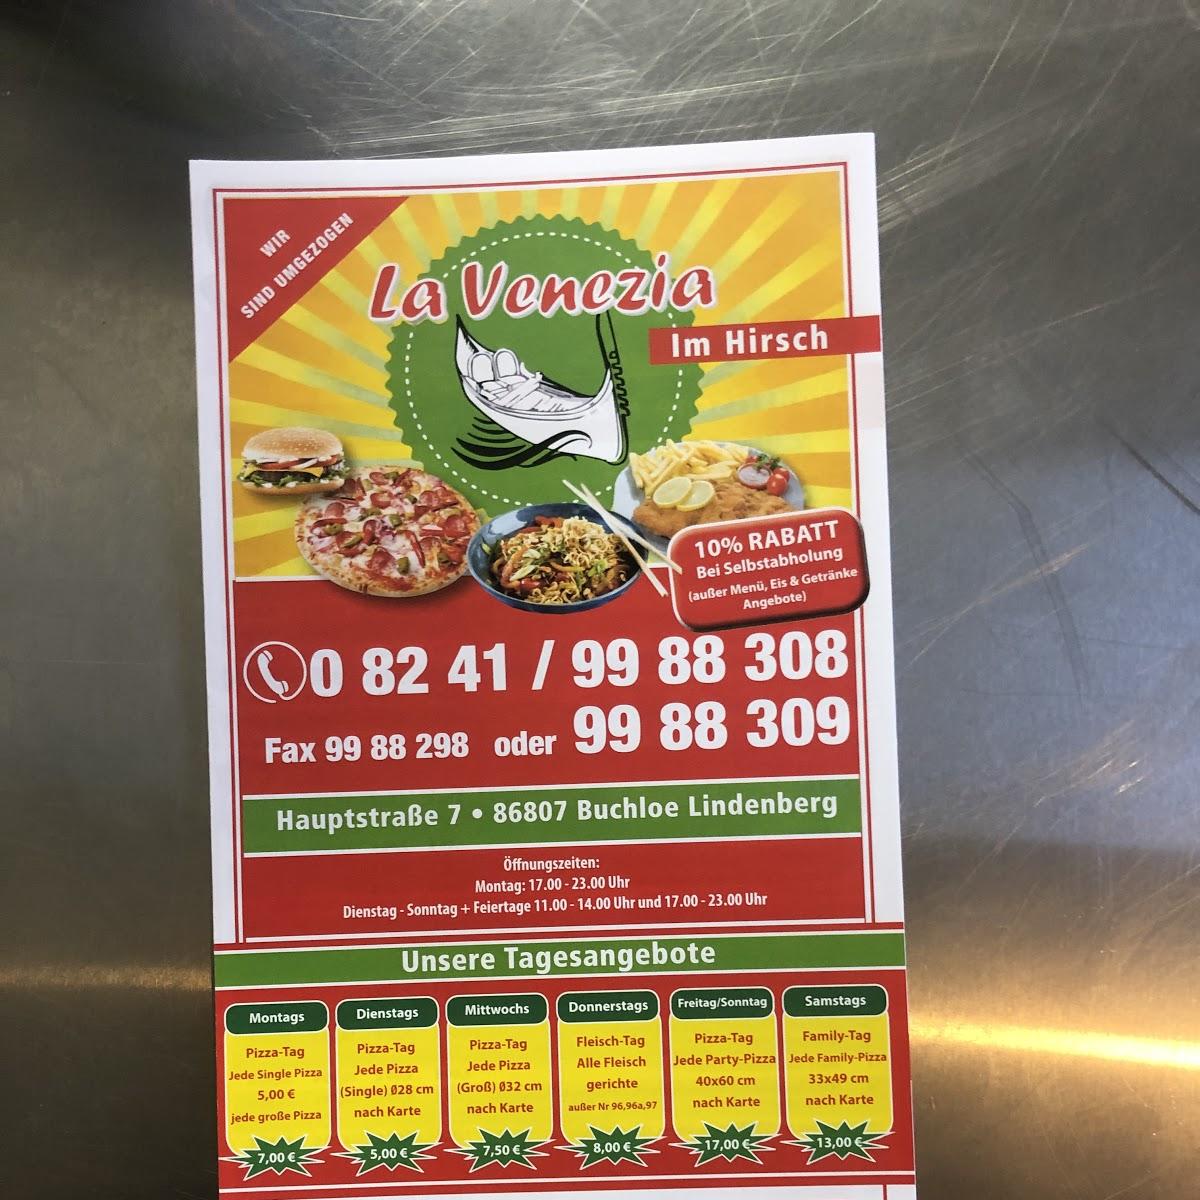 WIR
SIND UMGEZOGEN
La Venezia
Im Hirsch
10% RABATT
Bei Selbstabholung
(außer Menü, Eis & Getränke
Angebote)
0 82 41 / 99 88 308
Fax 99 88 298 oder 99 88 309
Hauptstraße 7 • 86807 Buchloe Lindenberg
Öffnungszeiten:
Montag: 17.00 - 23.00 Uhr
Dienstag - Sonntag + Feiertage 11.00 - 14.00 Uhr und 17.00 - 23.00 Uhr
Unsere Tagesangebote
Montags
Pizza-Tag
Jede Single Pizza
5,00 €
jede große Pizza
7,00 €
Dienstags
Pizza-Tag
Jede Pizza
(Single) Ø28 cm
nach Karte
5,00 €
Mittwochs
Pizza-Tag
Jede Pizza
(Groß) Ø32 cm
nach Karte
7,50 €
Donnerstags
Fleisch-Tag
Alle Fleisch
gerichte
außer Nr 96,96a,97
8,00 €
Freitag/Sonntag
Pizza-Tag
Jede Party-Pizza
40x60 cm
nach Karte
17,00 €
Samstags
Family-Tag
Jede Family-Pizza
33x49 cm
nach Karte
13,00 €